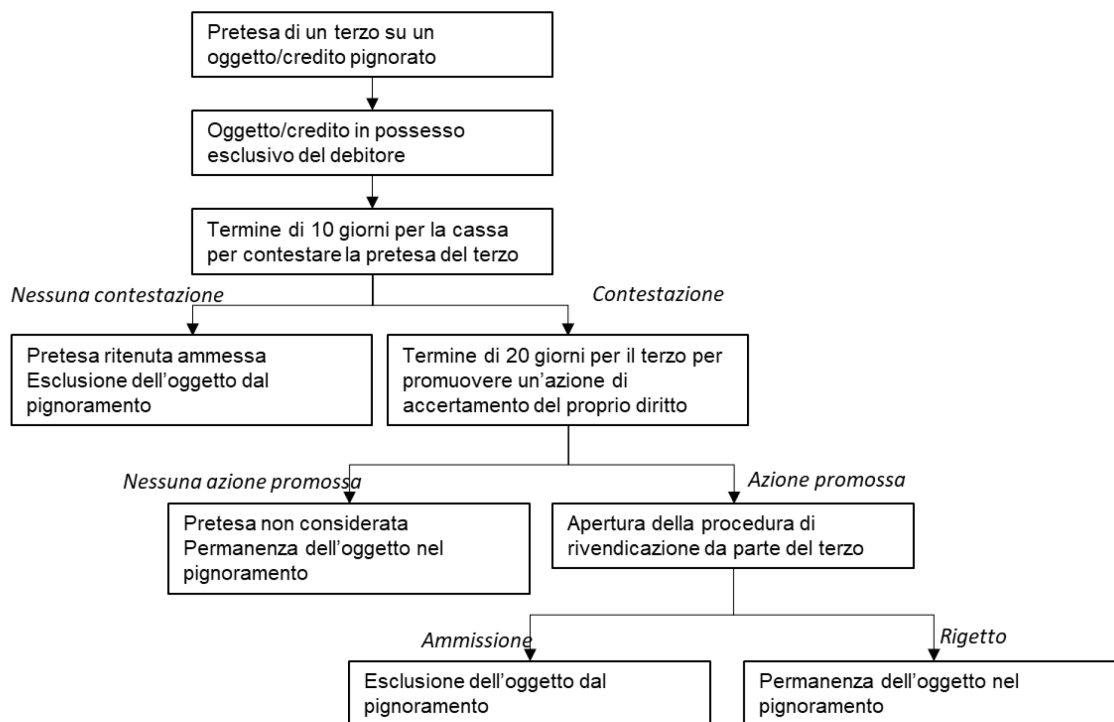 Pretesa di un terzo su un
oggetto/credito pignorato
Oggetto/credito in possesso
esclusivo del debitore
Termine di 10 giorni per la cassa
per contestare la pretesa del terzo
Nessuna contestazione
Contestazione
Pretesa ritenuta ammessa
Esclusione dell’oggetto dal
pignoramento
Termine di 20 giorni per il terzo per
promuovere un’azione di
accertamento del proprio diritto
Nessuna azione promossa
Azione promossa
Pretesa non considerata
Permanenza dell’oggetto nel
pignoramento
Apertura della procedura di
rivendicazione da parte del terzo
Ammissione
Rigetto
Esclusione dell’oggetto dal
pignoramento
Permanenza dell’oggetto nel
pignoramento